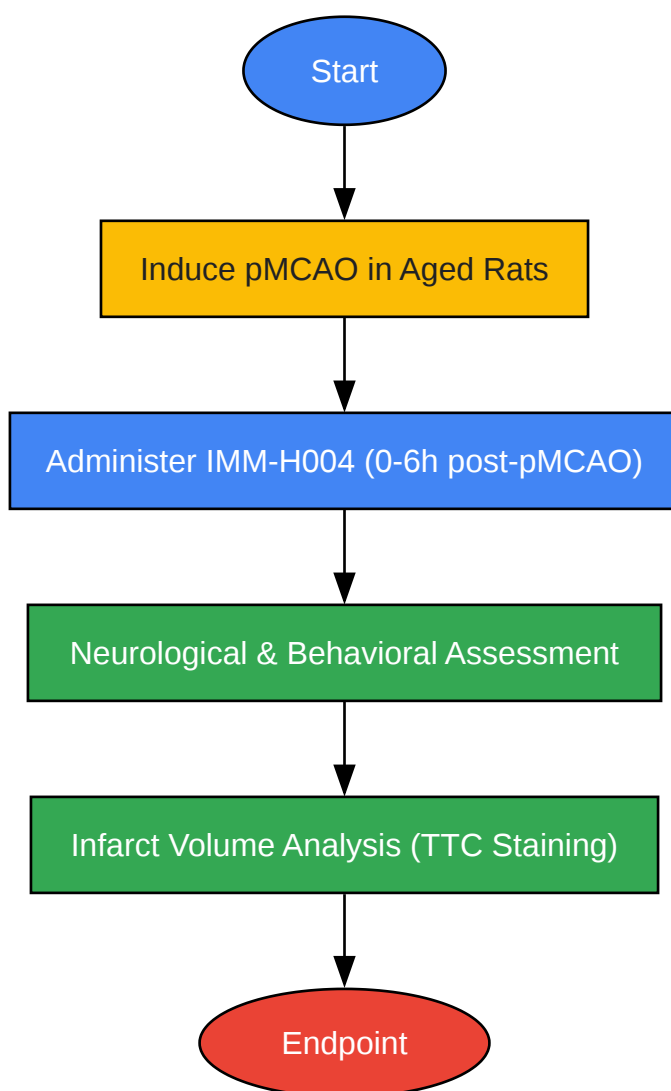 Start
Induce pMCAO in Aged Rats
Administer IMM-H004 (0-6h post-pMCAO)
Neurological & Behavioral Assessment
Infarct Volume Analysis (TTC Staining)
Endpoint